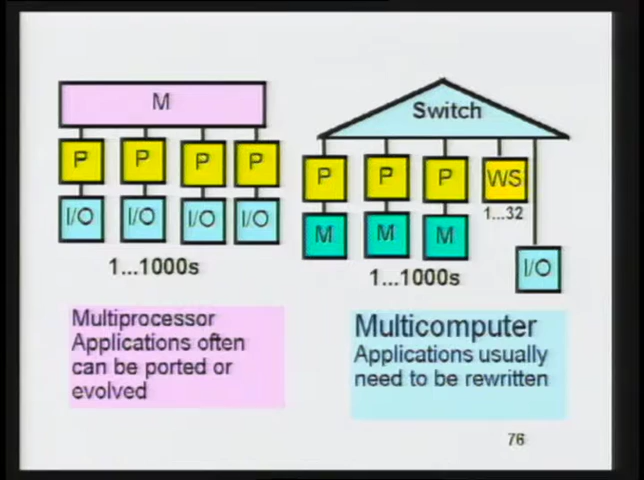 M
P P P P
I/O I/O I/O I/O
1...1000s
Multiprocessor
Applications often
can be ported or
evolved
Switch
P P P WS
1...32
M M M
I/O
1...1000s
Multicomputer
Applications usually
need to be rewritten
76